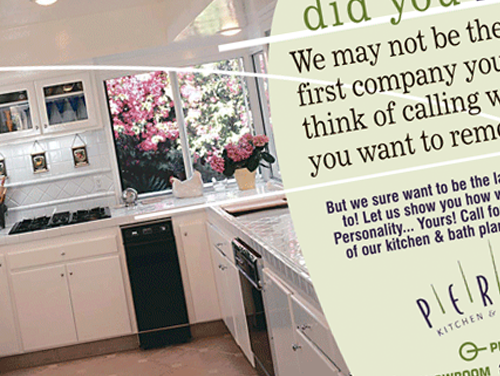 did you
We may not be the
first company you
think of calling w
you want to remo
But we sure want to be the la
to! Let us show you how
Personality... Yours! Call fo
of our kitchen & bath plan
PER
KITCHEN &